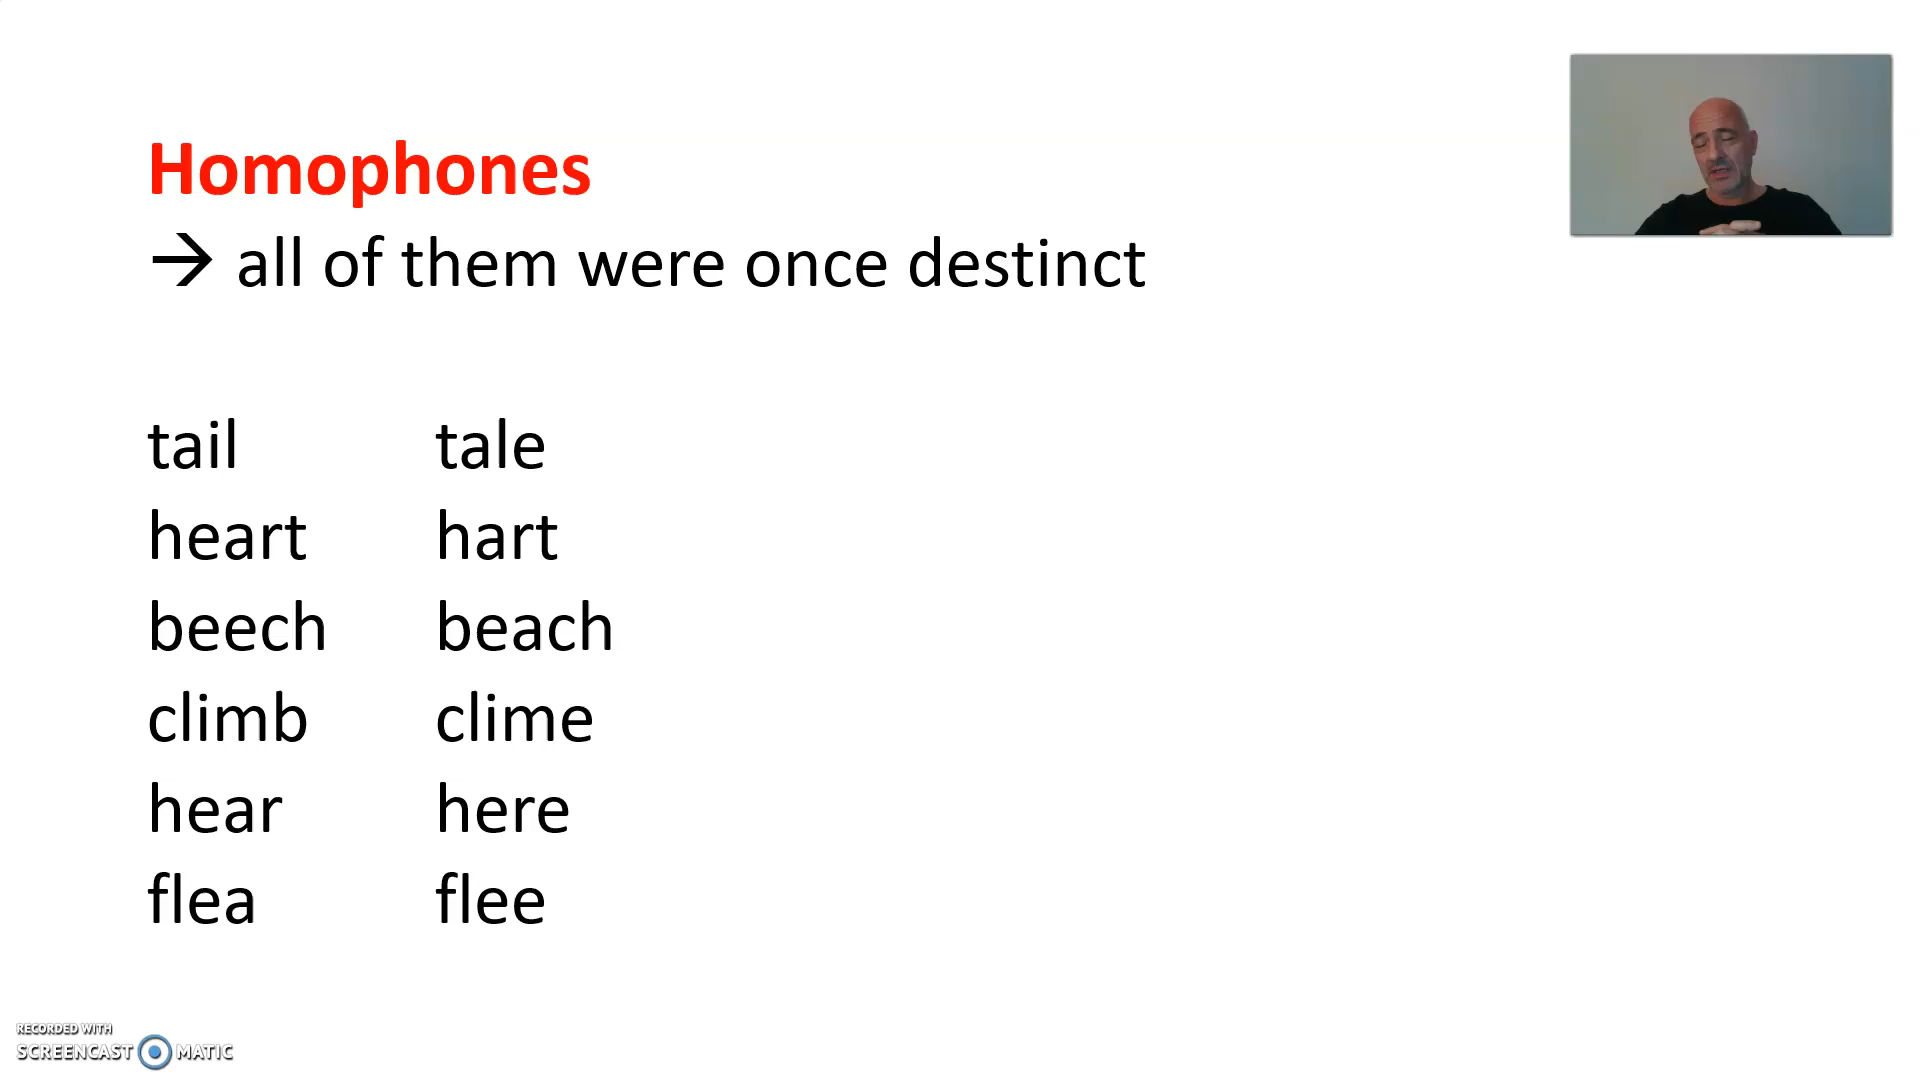 Homophones
→ all of them were once destinct
tail tale
heart hart
beech beach
climb clime
hear here
flea flee
RECORDED WITH
SCREENCAST MATIC